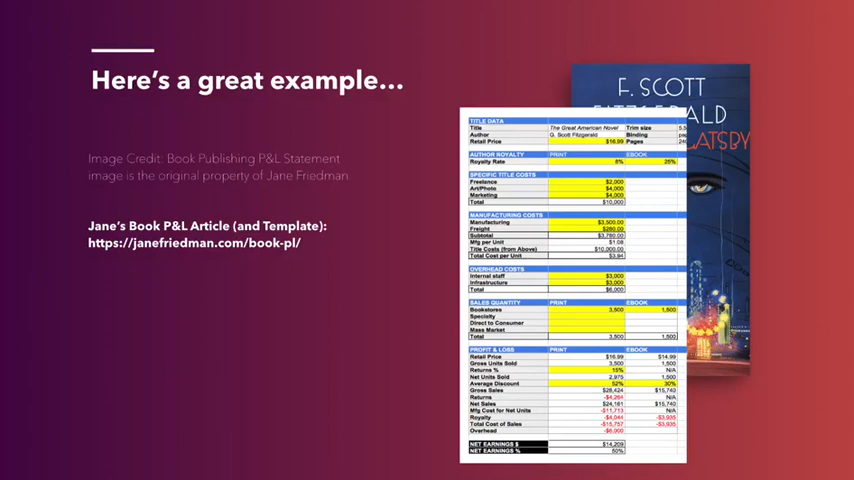 Here's a great example...
Image Credit: Book Publishing P&L Statement
image is the original property of Jane Friedman.
Jane's Book P&L Article (and Template):
https://janefriedman.com/book-pl/
F. SCOTT
FITZGERALD
GATSBY
TITLE DATA
Title The Great American Novel Trim size 5.5
Author G. Scott Fitzgerald Binding
Retail Price $16.99 Pages 240
AUTHOR ROYALTY PRINT EBOOK
Royalty Rate 8% 25%
SPECIFIC TITLE COSTS
Freelance $2,000
Art/Photo $4,000
Marketing $4,000
Total $10,000
MANUFACTURING COSTS
Manufacturing $3,500.00
Freight $280.00
Subtotal $3,780.00
Mfg per Unit $1.08
Title Costs (from Above) $10,000.00
Total Cost per Unit $3.94
OVERHEAD COSTS
Internal staff $3,000
Infrastructure $3,000
Total $6,000
SALES QUANTITY PRINT EBOOK
Bookstores 3,500 1,500
Specialty
Direct to Consumer
Mass Market
Total 3,500 1,500
PROFIT & LOSS PRINT EBOOK
Retail Price $16.99 $14.99
Gross Units Sold 3,500 1,500
Returns % 15% N/A
Net Units Sold 2,975 1,500
Average Discount 52% 30%
Gross Sales $28,424 $15,740
Returns -$4,264 N/A
Net Sales $24,161 $15,740
Mfg Cost for Net Units -$11,713 N/A
Royalty -$4,044 -$3,935
Total Cost of Sales -$15,757 -$3,935
Overhead -$6,000
NET EARNINGS $ $14,209
NET EARNINGS % 50%